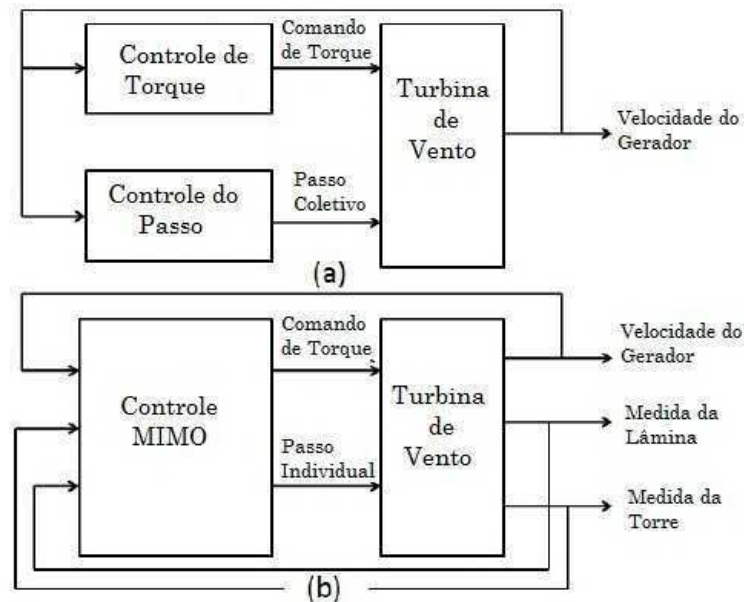 Controle de
Torque
Comando
de Torque
Turbina
de
Vento
Velocidade do
Gerador
Controle do
Passo
Passo
Coletivo
(a)
Controle
MIMO
Comando
de Torque
Passo
Individual
Turbina
de
Vento
Velocidade do
Gerador
Medida da
Lâmina
Medida da
Torre
(b)